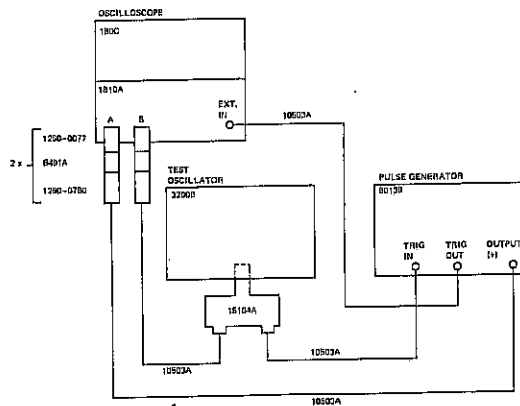 OSCILLOSCOPE
180C
1810A
A B
EXT.
IN
10503A
1250-0077
2 x
8491A
1250-0780
TEST
OSCILLATOR
3200B
PULSE GENERATOR
8013B
TRIG
IN
TRIG
OUT
OUTPUT
(+)
15104A
10503A
10503A
10503A